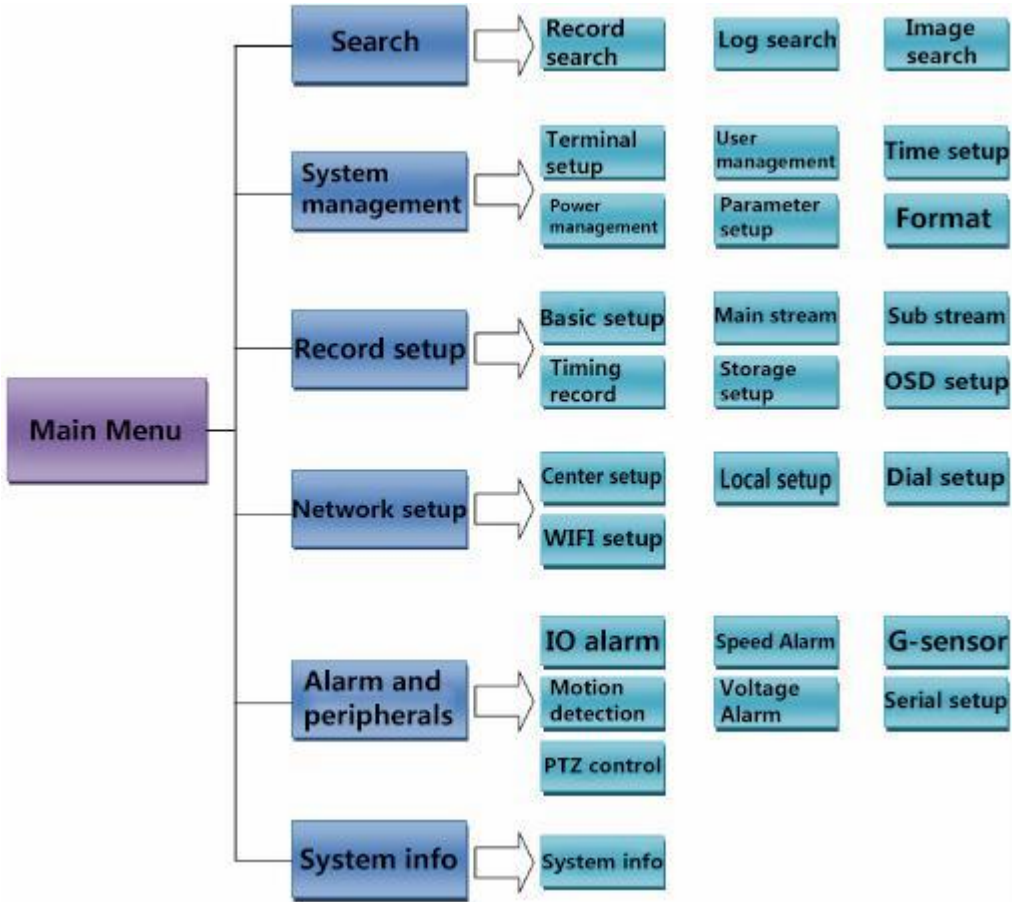 Main Menu
Search
Record
search
Log search
Image
search
System
management
Terminal
setup
User
management
Time setup
Power
management
Parameter
setup
Format
Record setup
Basic setup
Main stream
Sub stream
Timing
record
Storage
setup
OSD setup
Network setup
Center setup
Local setup
Dial setup
WIFI setup
Alarm and
peripherals
IO alarm
Speed Alarm
G-sensor
Motion
detection
Voltage
Alarm
Serial setup
PTZ control
System info
System info